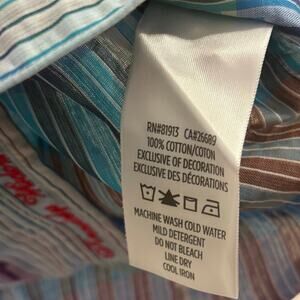 RN#81913 CA#26689
100% COTTON/COTON
EXCLUSIVE OF DECORATION
EXCLUSIVE DES DÉCORATIONS
MACHINE WASH COLD WATER
MILD DETERGENT
DO NOT BLEACH
LINE DRY
COOL IRON